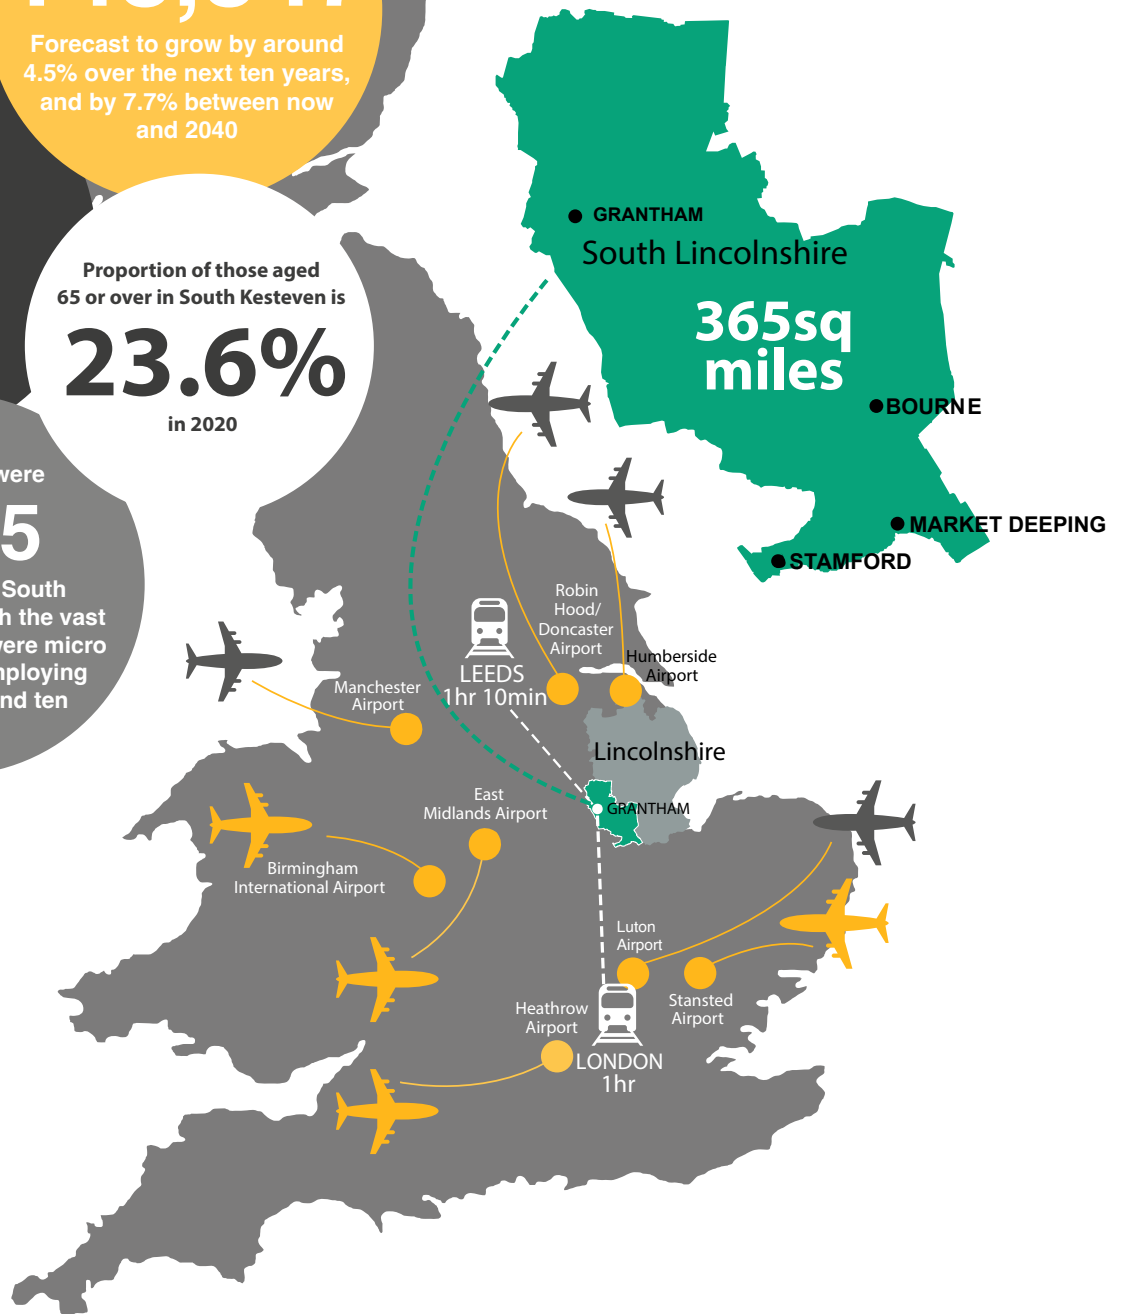 Forecast to grow by around
4.5% over the next ten years,
and by 7.7% between now
and 2040
Proportion of those aged
65 or over in South Kesteven is
23.6%
in 2020
were
5
South
the vast
were micro
and ten
GRANTHAM
South Lincolnshire
365sq
miles
BOURNE
MARKET DEEPING
STAMFORD
Robin
Hood/
Doncaster
Airport
Humberside
Airport
LEEDS
1hr 10min
Manchester
Airport
Lincolnshire
GRANTHAM
East
Midlands Airport
Birmingham
International Airport
Luton
Airport
Stansted
Airport
Heathrow
Airport
LONDON
1hr